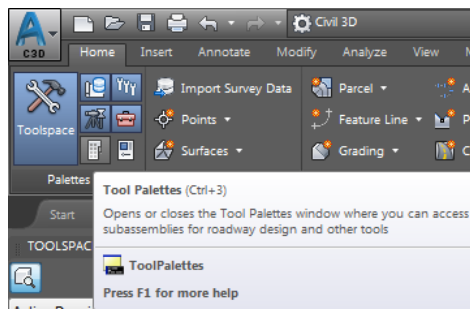 C3D
Civil 3D
Home Insert Annotate Modify Analyze View
Toolspace
Import Survey Data
Points
Surfaces
Parcel
Feature Line
Grading
Palettes
Start
TOOLSPAC
Tool Palettes (Ctrl+3)
Opens or closes the Tool Palettes window where you can access
subassemblies for roadway design and other tools
ToolPalettes
Press F1 for more help